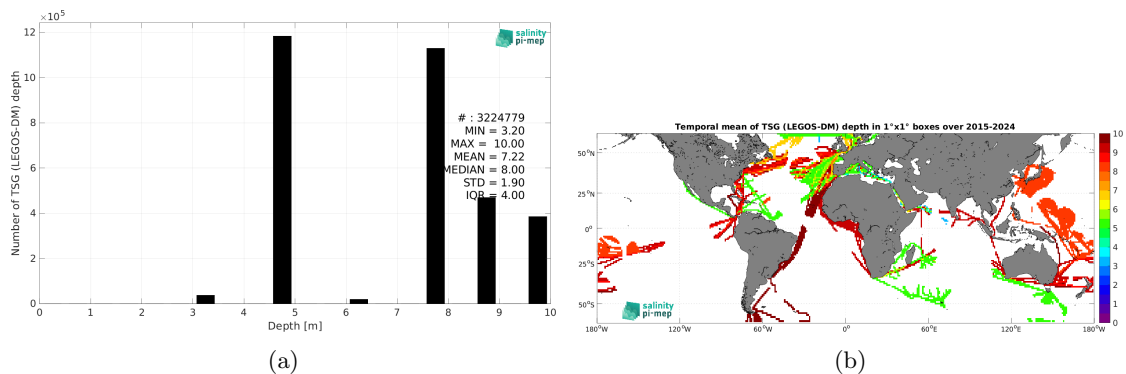 ×10⁵
12
10
8
6
4
2
0
0 1 2 3 4 5 6 7 8 9 10
Number of TSG (LEGOS-DM) depth
Depth [m]
salinity
pi-mep
# : 3224779
MIN = 3.20
MAX = 10.00
MEAN = 7.22
MEDIAN = 8.00
STD = 1.90
IQR = 4.00
(a)
Temporal mean of TSG (LEGOS-DM) depth in 1°x1° boxes over 2015-2024
50°N
25°N
0°
25°S
50°S
180°W 120°W 60°W 0° 60°E 120°E 180°E
salinity
pi-mep
10
9
8
7
6
5
4
3
2
1
0
(b)